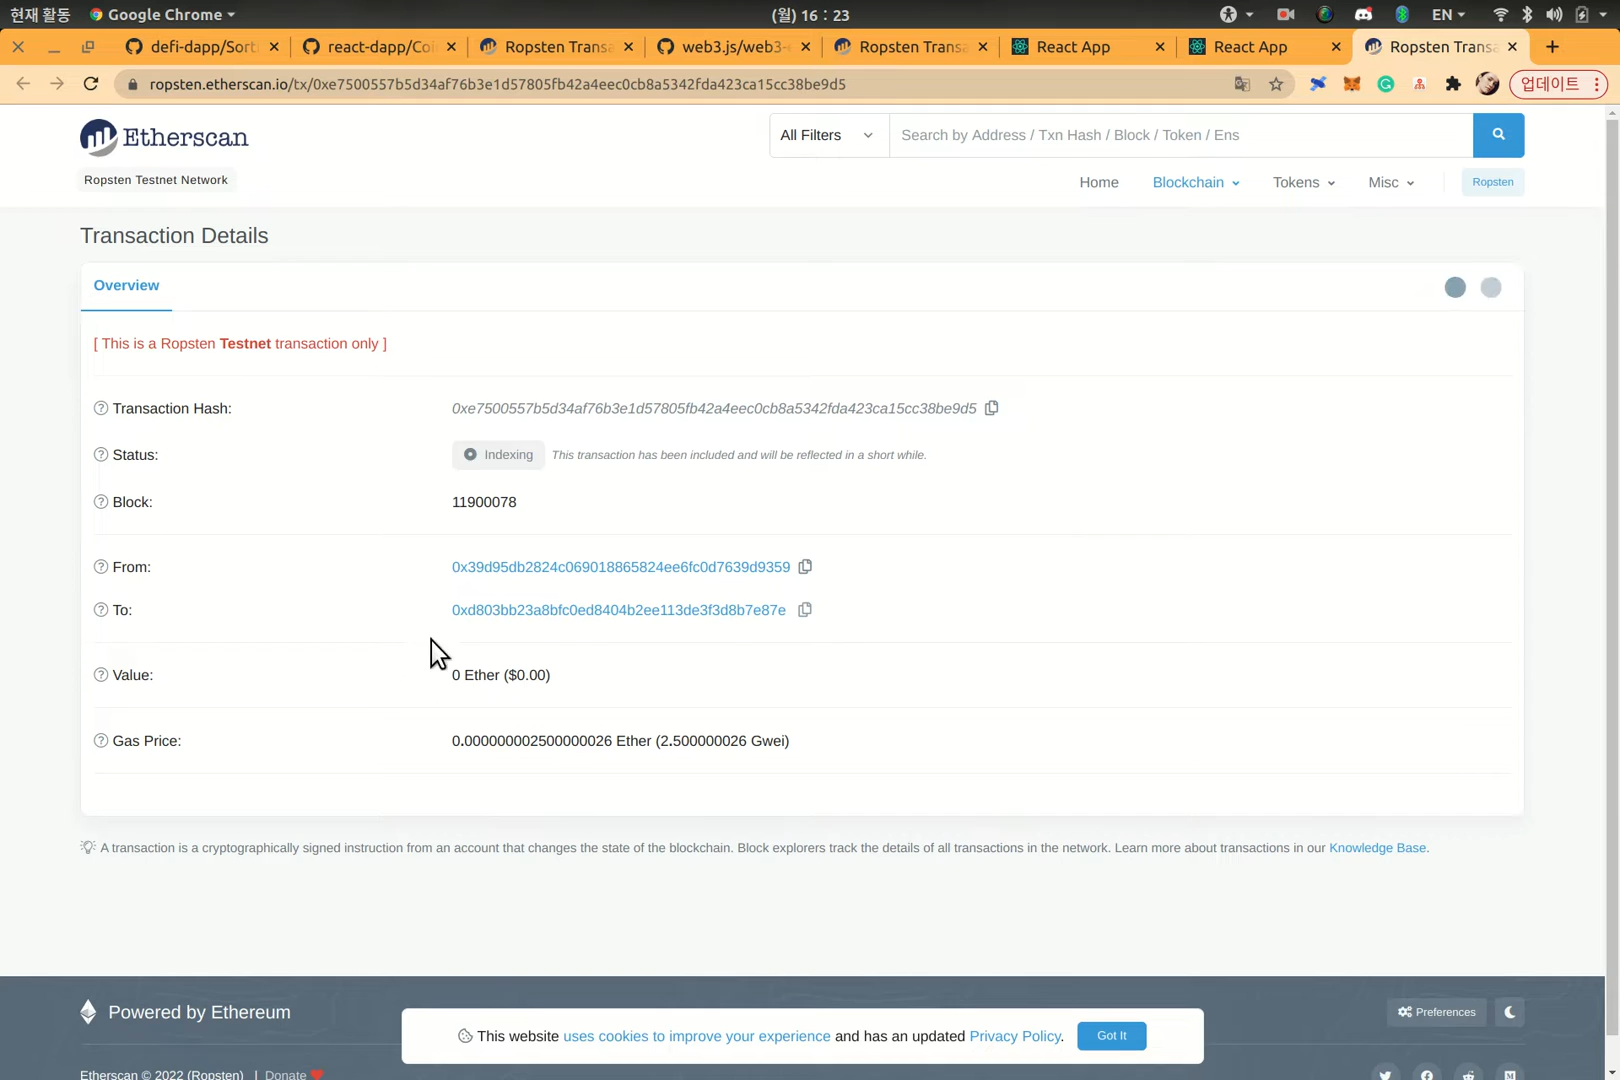 현재 활동
Google Chrome
(월) 16 : 23
EN
defi-dapp/Sort
react-dapp/Coi
Ropsten Transa
web3.js/web3-
Ropsten Transa
React App
React App
Ropsten Transa
ropsten.etherscan.io/tx/0xe7500557b5d34af76b3e1d57805fb42a4eec0cb8a5342fda423ca15cc38be9d5
업데이트
Etherscan
All Filters
Search by Address / Txn Hash / Block / Token / Ens
Ropsten Testnet Network
Home
Blockchain
Tokens
Misc
Ropsten
Transaction Details
Overview
[ This is a Ropsten Testnet transaction only ]
Transaction Hash:
0xe7500557b5d34af76b3e1d57805fb42a4eec0cb8a5342fda423ca15cc38be9d5
Status:
Indexing
This transaction has been included and will be reflected in a short while.
Block:
11900078
From:
0x39d95db2824c069018865824ee6fc0d7639d9359
To:
0xd803bb23a8bfc0ed8404b2ee113de3f3d8b7e87e
Value:
0 Ether ($0.00)
Gas Price:
0.000000002500000026 Ether (2.500000026 Gwei)
A transaction is a cryptographically signed instruction from an account that changes the state of the blockchain. Block explorers track the details of all transactions in the network. Learn more about transactions in our Knowledge Base.
Powered by Ethereum
Preferences
This website uses cookies to improve your experience and has an updated Privacy Policy.
Got It
Etherscan © 2022 (Ropsten) | Donate